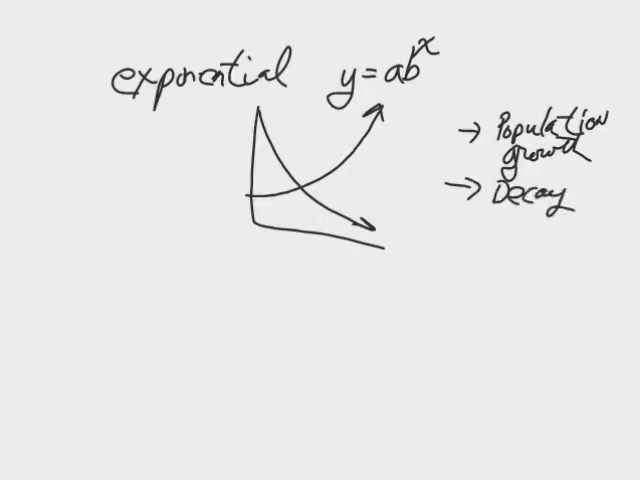 exponential y = ab^x
→ Population
growth
→ Decay